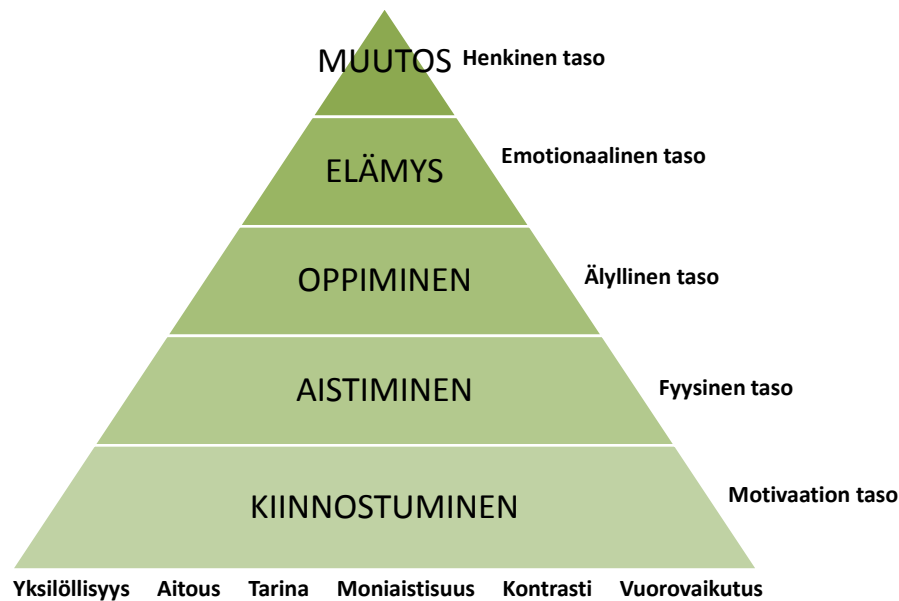 MUUTOS Henkinen taso
ELÄMYS Emotionaalinen taso
OPPIMINEN Älyllinen taso
AISTIMINEN Fyysinen taso
KIINNOSTUMINEN Motivaation taso
Yksilöllisyys Aitous Tarina Moniaistisuus Kontrasti Vuorovaikutus